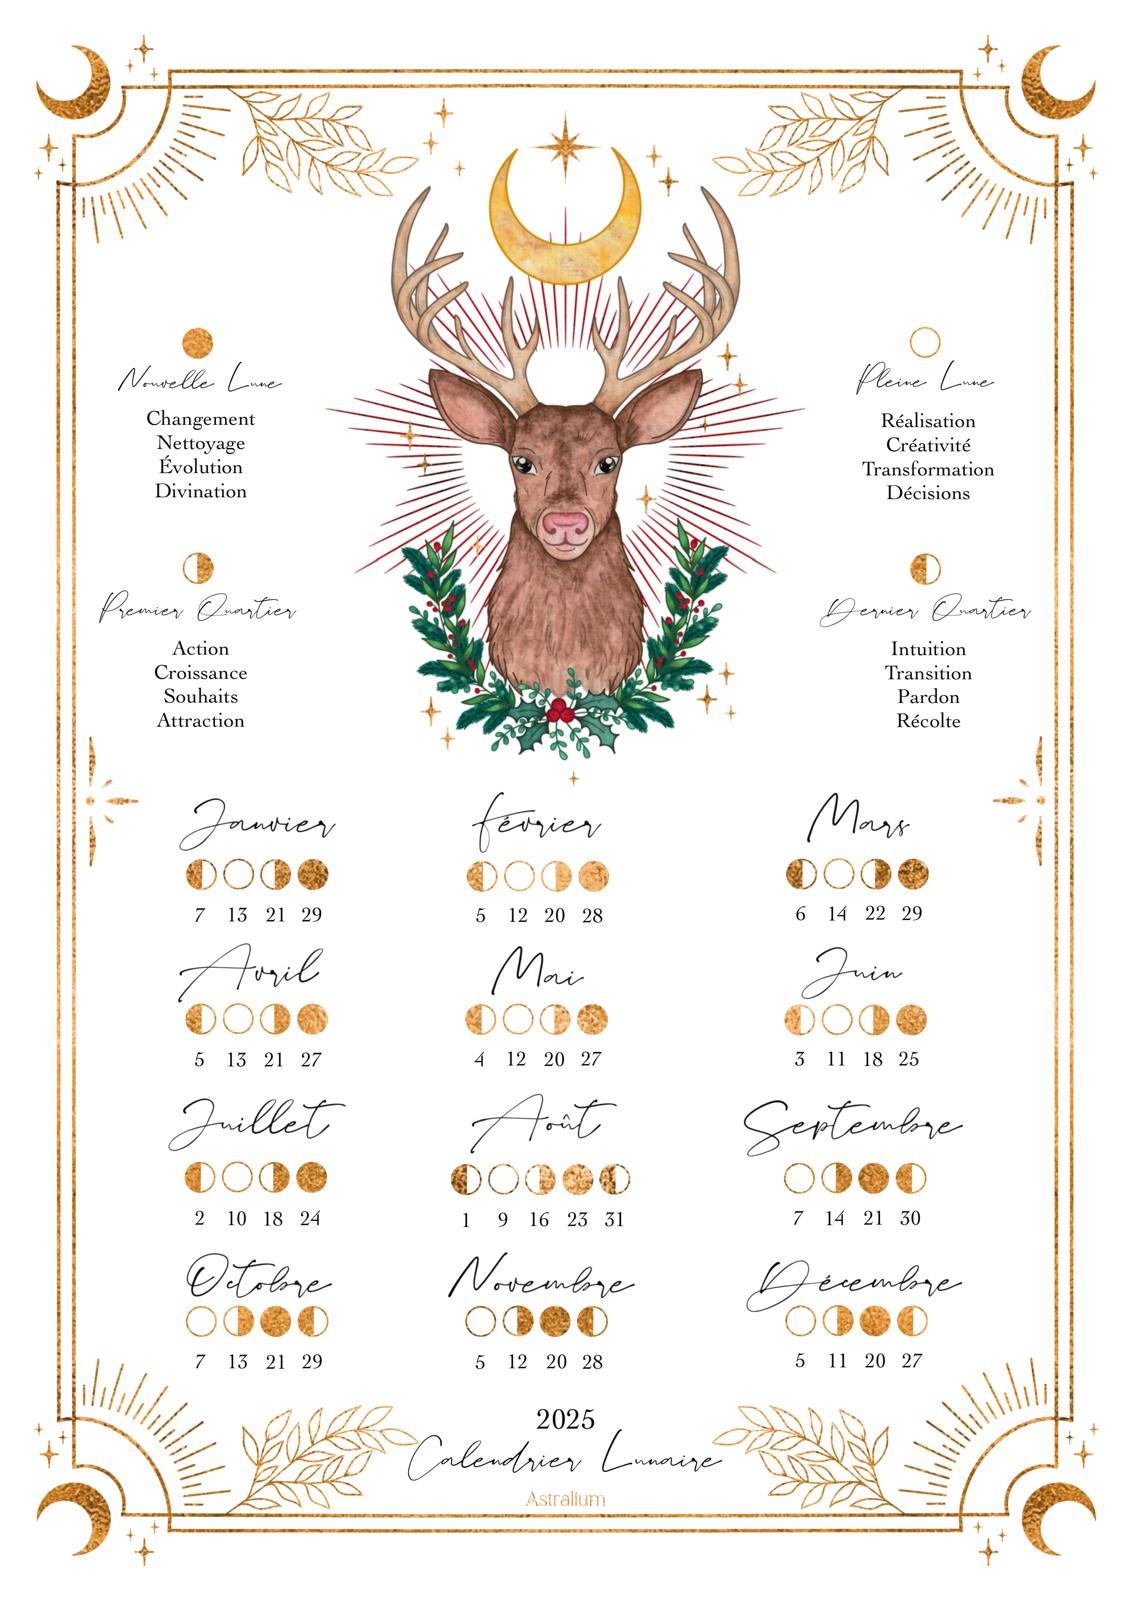 Nouvelle Lune
Changement
Nettoyage
Évolution
Divination
Pleine Lune
Réalisation
Créativité
Transformation
Décisions
Premier Quartier
Action
Croissance
Souhaits
Attraction
Dernier Quartier
Intuition
Transition
Pardon
Récolte
Janvier
7 13 21 29
février
5 12 20 28
Mars
6 14 22 29
Avril
5 13 21 27
Mai
4 12 20 27
Juin
3 11 18 25
Juillet
2 10 18 24
Août
1 9 16 23 31
Septembre
7 14 21 30
Octobre
7 13 21 29
Novembre
5 12 20 28
Décembre
5 11 20 27
2025
Calendrier Lunaire
Astralium